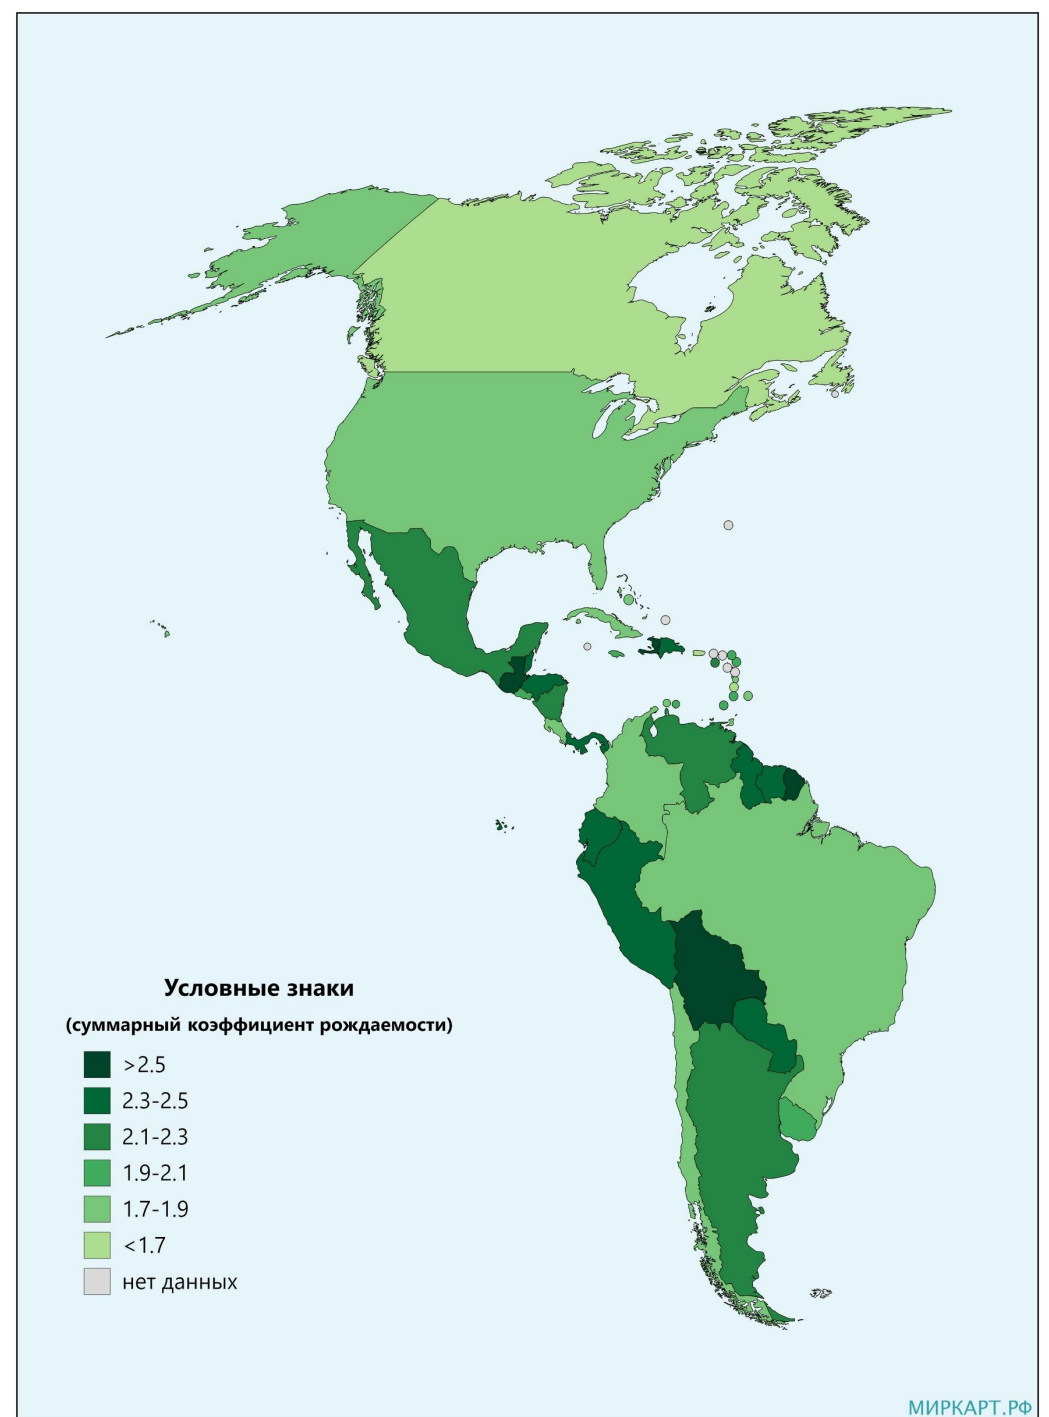 Условные знаки
(суммарный коэффициент рождаемости)
>2.5
2.3-2.5
2.1-2.3
1.9-2.1
1.7-1.9
<1.7
нет данных
МИРКАРТ.РФ